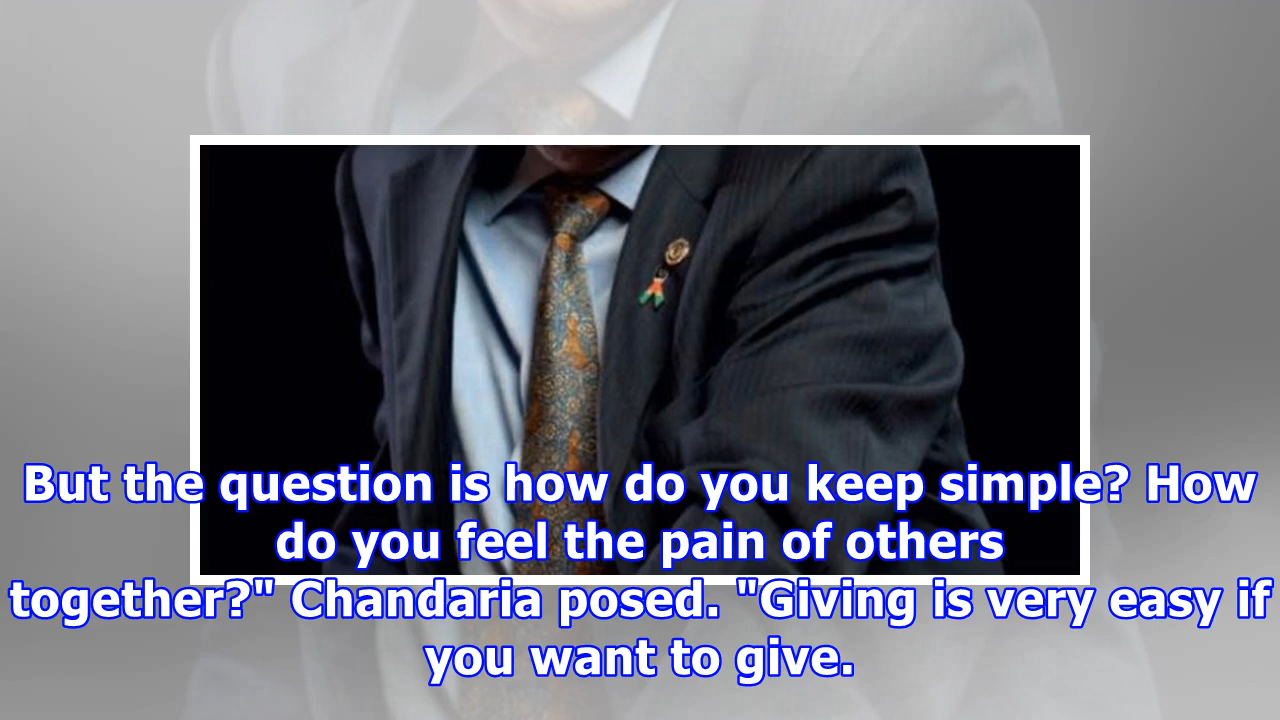 But the question is how do you keep simple? How
do you feel the pain of others
together?" Chandaria posed. "Giving is very easy if
you want to give.